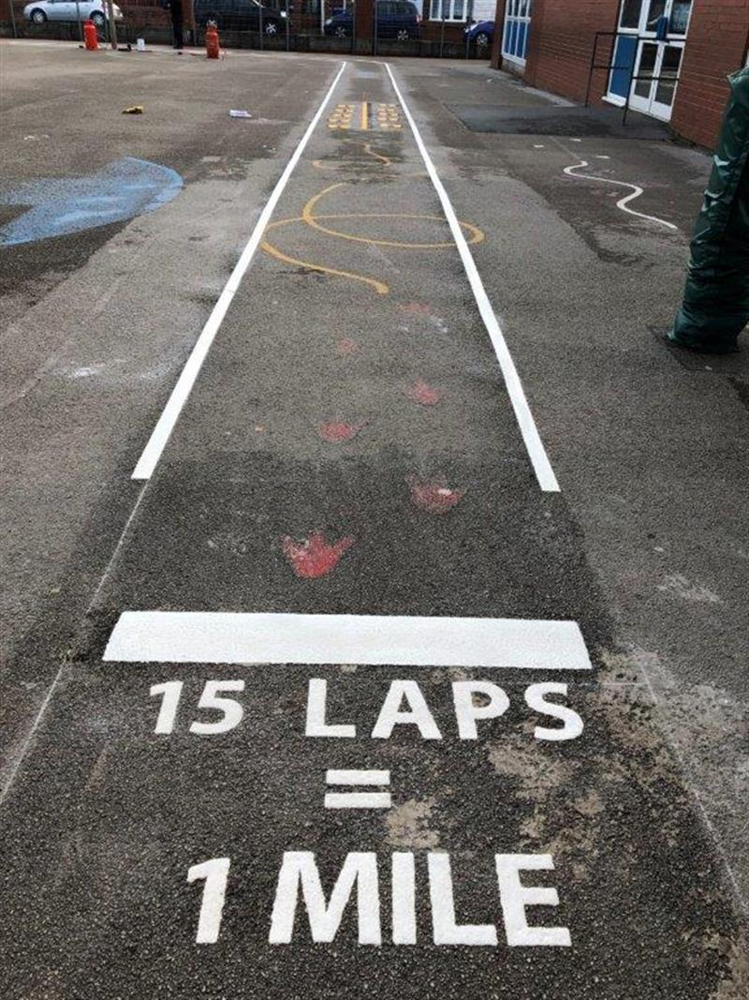 15 LAPS
=
1 MILE